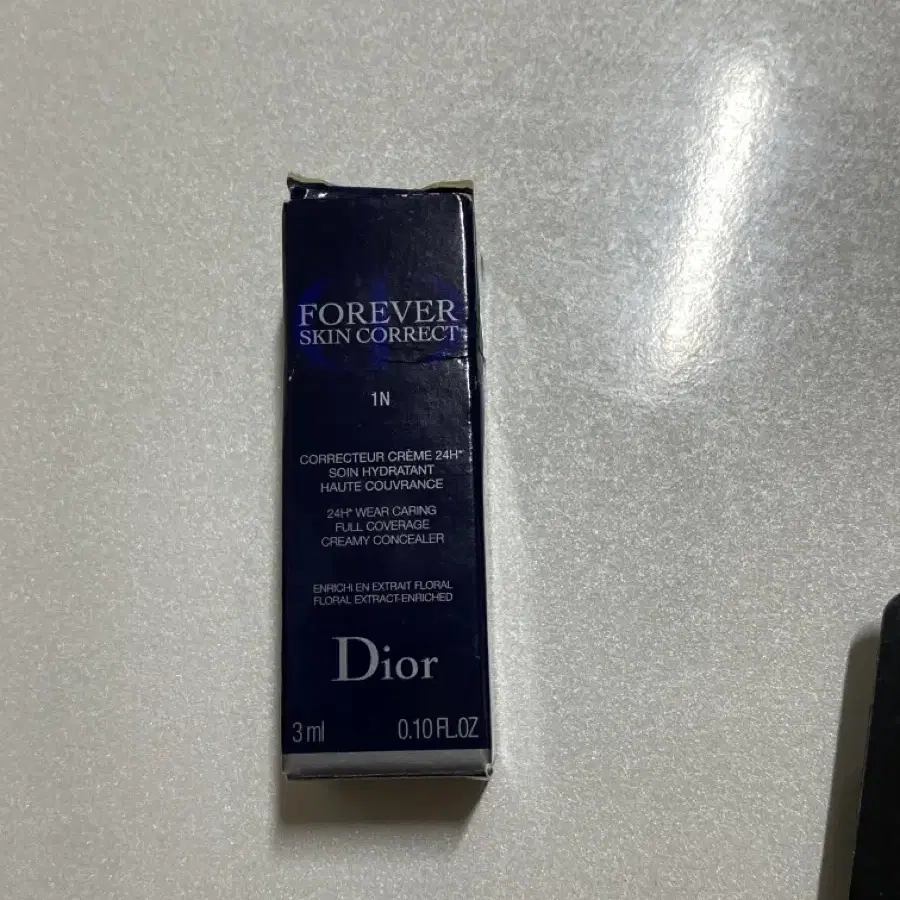 FOREVER
SKIN CORRECT
1N
CORRECTEUR CRÈME 24H*
SOIN HYDRATANT
HAUTE COUVRANCE
24H* WEAR CARING
FULL COVERAGE
CREAMY CONCEALER
ENRICHI EN EXTRAIT FLORAL
FLORAL EXTRACT-ENRICHED
Dior
3 ml 0.10 FL.OZ